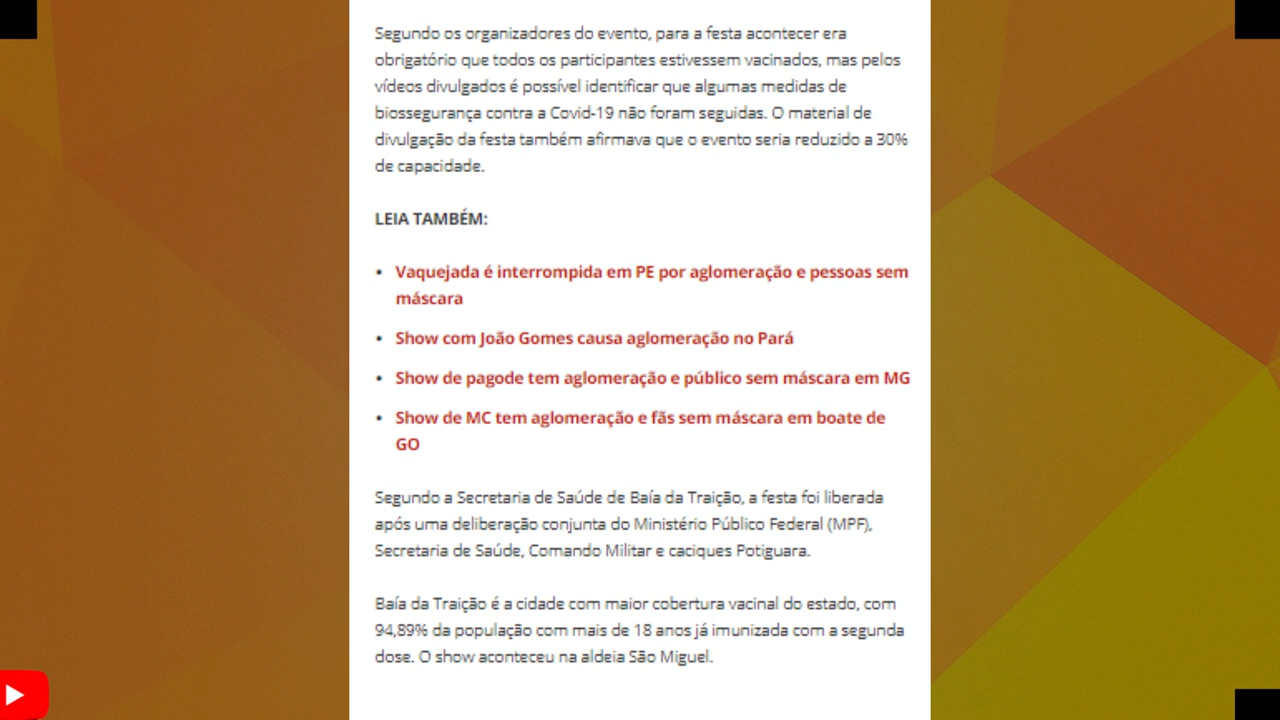 Segundo os organizadores do evento, para a festa acontecer era
obrigatório que todos os participantes estivessem vacinados, mas pelos
vídeos divulgados é possível identificar que algumas medidas de
biossegurança contra a Covid-19 não foram seguidas. O material de
divulgação da festa também afirmava que o evento seria reduzido a 30%
de capacidade.
LEIA TAMBÉM:
• Vaquejada é interrompida em PE por aglomeração e pessoas sem
máscara
• Show com João Gomes causa aglomeração no Pará
• Show de pagode tem aglomeração e público sem máscara em MG
• Show de MC tem aglomeração e fãs sem máscara em boate de
GO
Segundo a Secretaria de Saúde de Baía da Traição, a festa foi liberada
após uma deliberação conjunta do Ministério Público Federal (MPF),
Secretaria de Saúde, Comando Militar e caciques Potiguara.
Baía da Traição é a cidade com maior cobertura vacinal do estado, com
94,89% da população com mais de 18 anos já imunizada com a segunda
dose. O show aconteceu na aldeia São Miguel.